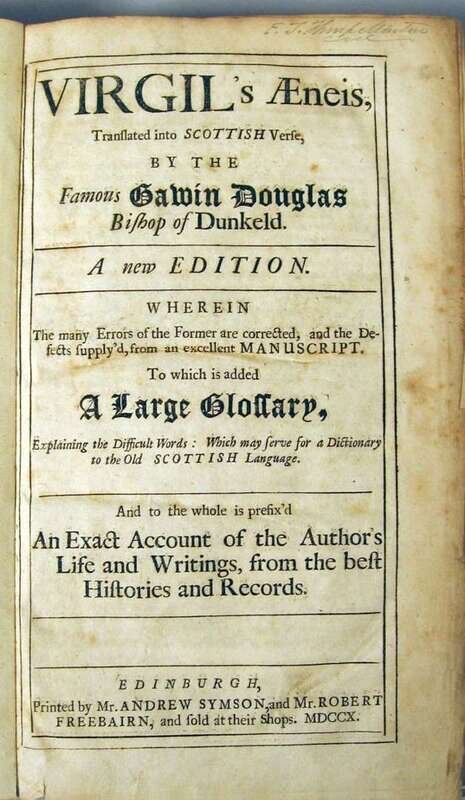 VIRGIL's Æneis,
Tranſlated into SCOTTISH Verſe,
BY THE
Famous Gawin Douglas
Biſhop of Dunkeld.
A new EDITION.
WHEREIN
The many Errors of the Former are corrected, and the De-
fects ſupply'd, from an excellent MANUSCRIPT.
To which is added
A Large Gloſſary,
Explaining the Difficult Words: Which may ſerve for a Dictionary
to the Old SCOTTISH Language.
And to the whole is prefix'd
An Exact Account of the Author's
Life and Writings, from the beſt
Hiſtories and Records.
EDINBURGH,
Printed by Mr. ANDREW SYMSON, and Mr. ROBERT
FREEBAIRN, and ſold at their Shops. MDCCX.